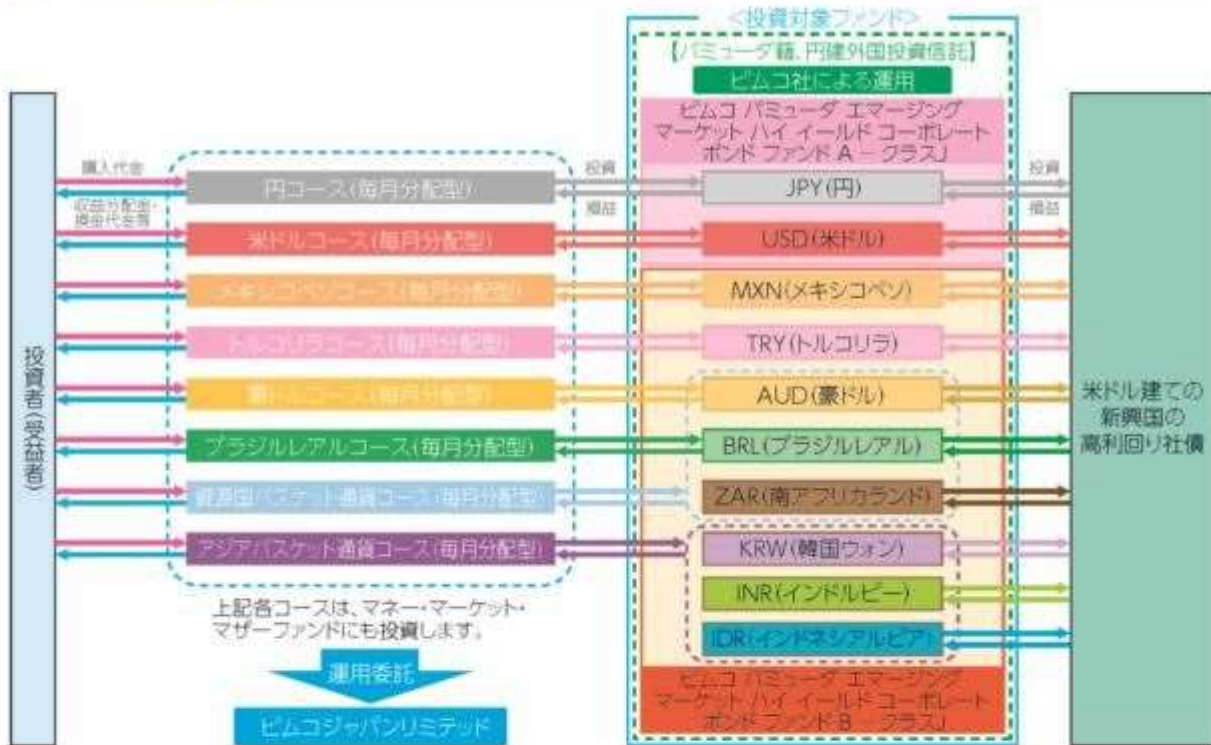 <投資対象ファンド>
【バミューダ籍、円建外国投資信託】
ピムコ社による運用
ピムコ バミューダ エマージング
マーケット ハイ イールド コーポレート
ボンド ファンド A － クラスJ
購入代金
収益分配金・
換金代金等
投資
損益
投資
損益
円コース(毎月分配型)
JPY(円)
米ドルコース(毎月分配型)
USD(米ドル)
メキシコペソコース(毎月分配型)
MXN(メキシコペソ)
トルコリラコース(毎月分配型)
TRY(トルコリラ)
豪ドルコース(毎月分配型)
AUD(豪ドル)
ブラジルレアルコース(毎月分配型)
BRL(ブラジルレアル)
資源国バスケット通貨コース(毎月分配型)
ZAR(南アフリカランド)
アジアバスケット通貨コース(毎月分配型)
KRW(韓国ウォン)
INR(インドルピー)
IDR(インドネシアルピア)
投資者(受益者)
米ドル建ての
新興国の
高利回り社債
上記各コースは、マネー・マーケット・
マザーファンドにも投資します。
運用委託
ピムコジャパンリミテッド
ピムコ バミューダ エマージング
マーケット ハイ イールド コーポレート
ボンド ファンド B － クラスJ